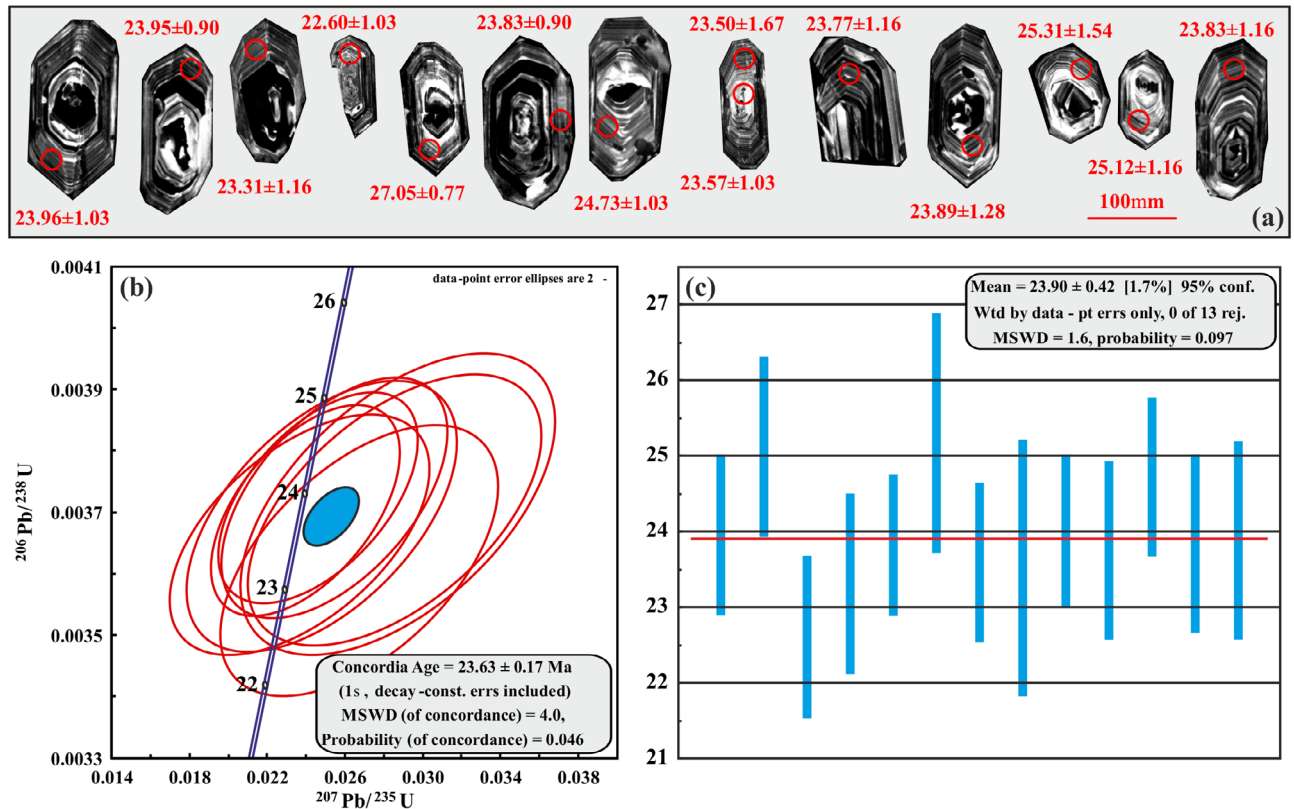 23.95±0.90
22.60±1.03
23.83±0.90
23.50±1.67
23.77±1.16
25.31±1.54
23.83±1.16
23.96±1.03
23.31±1.16
27.05±0.77
24.73±1.03
23.57±1.03
23.89±1.28
25.12±1.16
100mm
(a)
(b)
data-point error ellipses are 2 -
0.0041
0.0039
0.0037
0.0035
0.0033
206Pb/238U
26
25
24
23
22
Concordia Age = 23.63 ± 0.17 Ma
(1s , decay-const. errs included)
MSWD (of concordance) = 4.0,
Probability (of concordance) = 0.046
0.014
0.018
0.022
0.026
0.030
0.034
0.038
207Pb/235U
(c)
Mean = 23.90 ± 0.42 [1.7%] 95% conf.
Wtd by data - pt errs only, 0 of 13 rej.
MSWD = 1.6, probability = 0.097
27
26
25
24
23
22
21